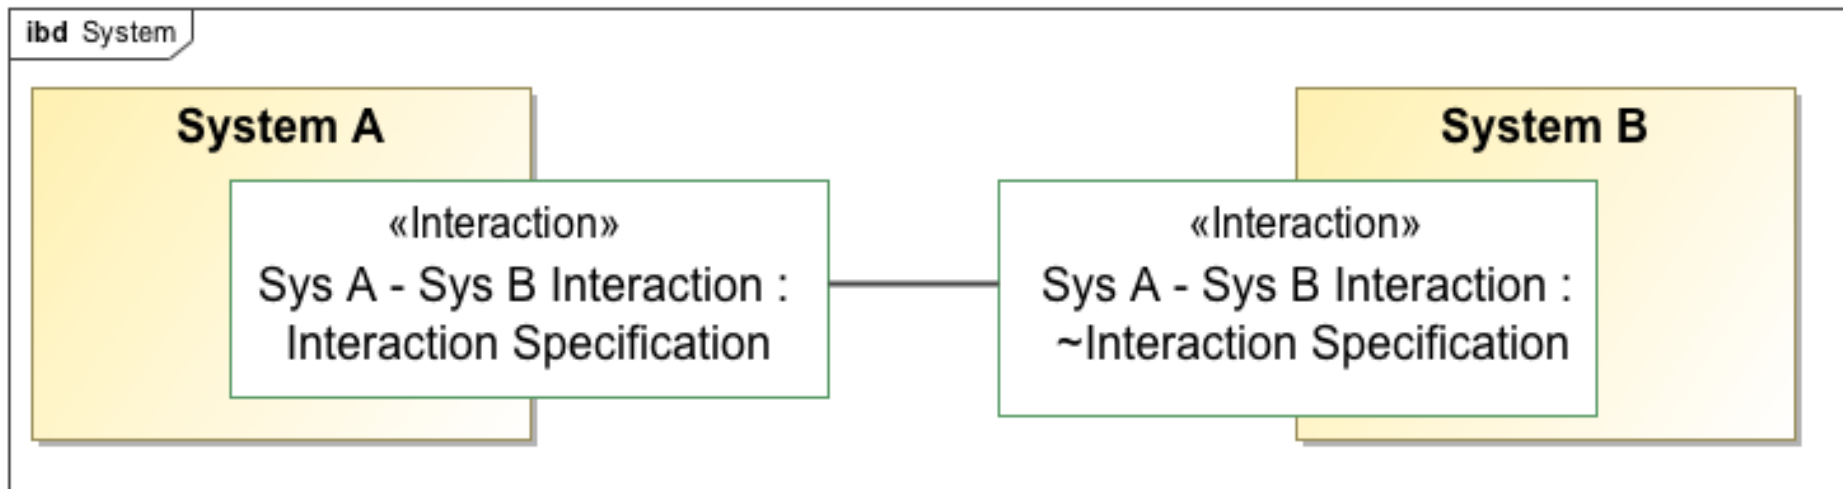 ibd System
System A
«Interaction»
Sys A - Sys B Interaction :
Interaction Specification
System B
«Interaction»
Sys A - Sys B Interaction :
~Interaction Specification